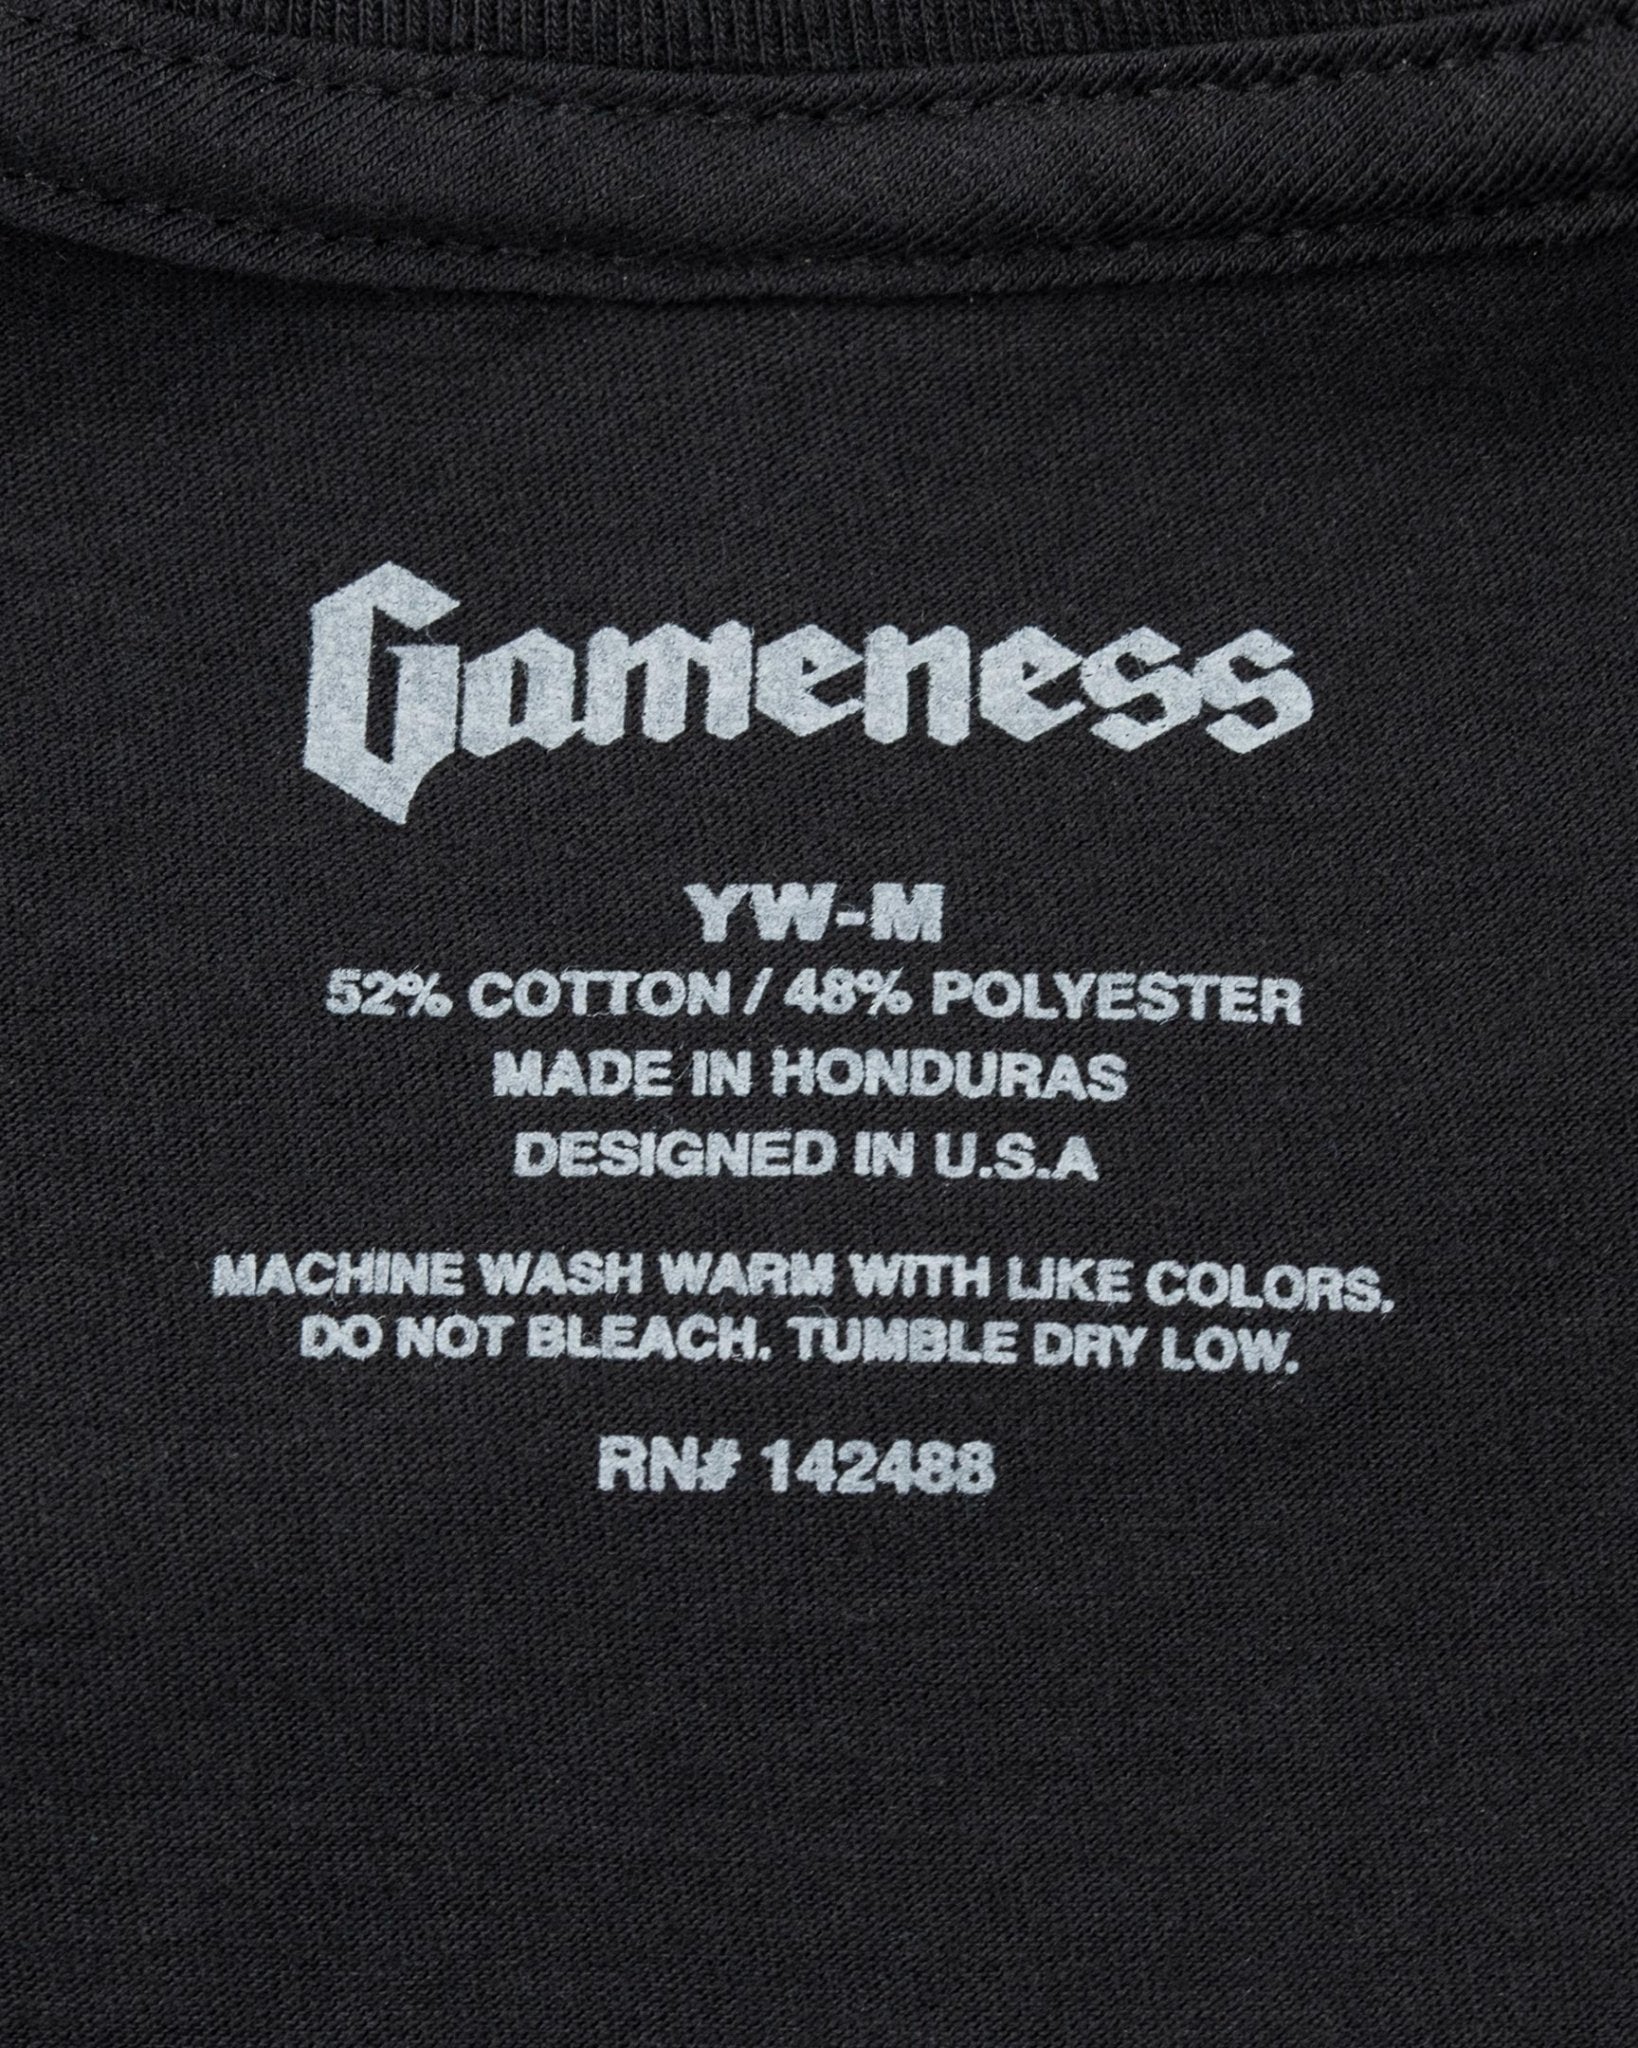 Gameness
YW-M
52% COTTON / 48% POLYESTER
MADE IN HONDURAS
DESIGNED IN U.S.A
MACHINE WASH WARM WITH LIKE COLORS.
DO NOT BLEACH. TUMBLE DRY LOW.
RN# 142488